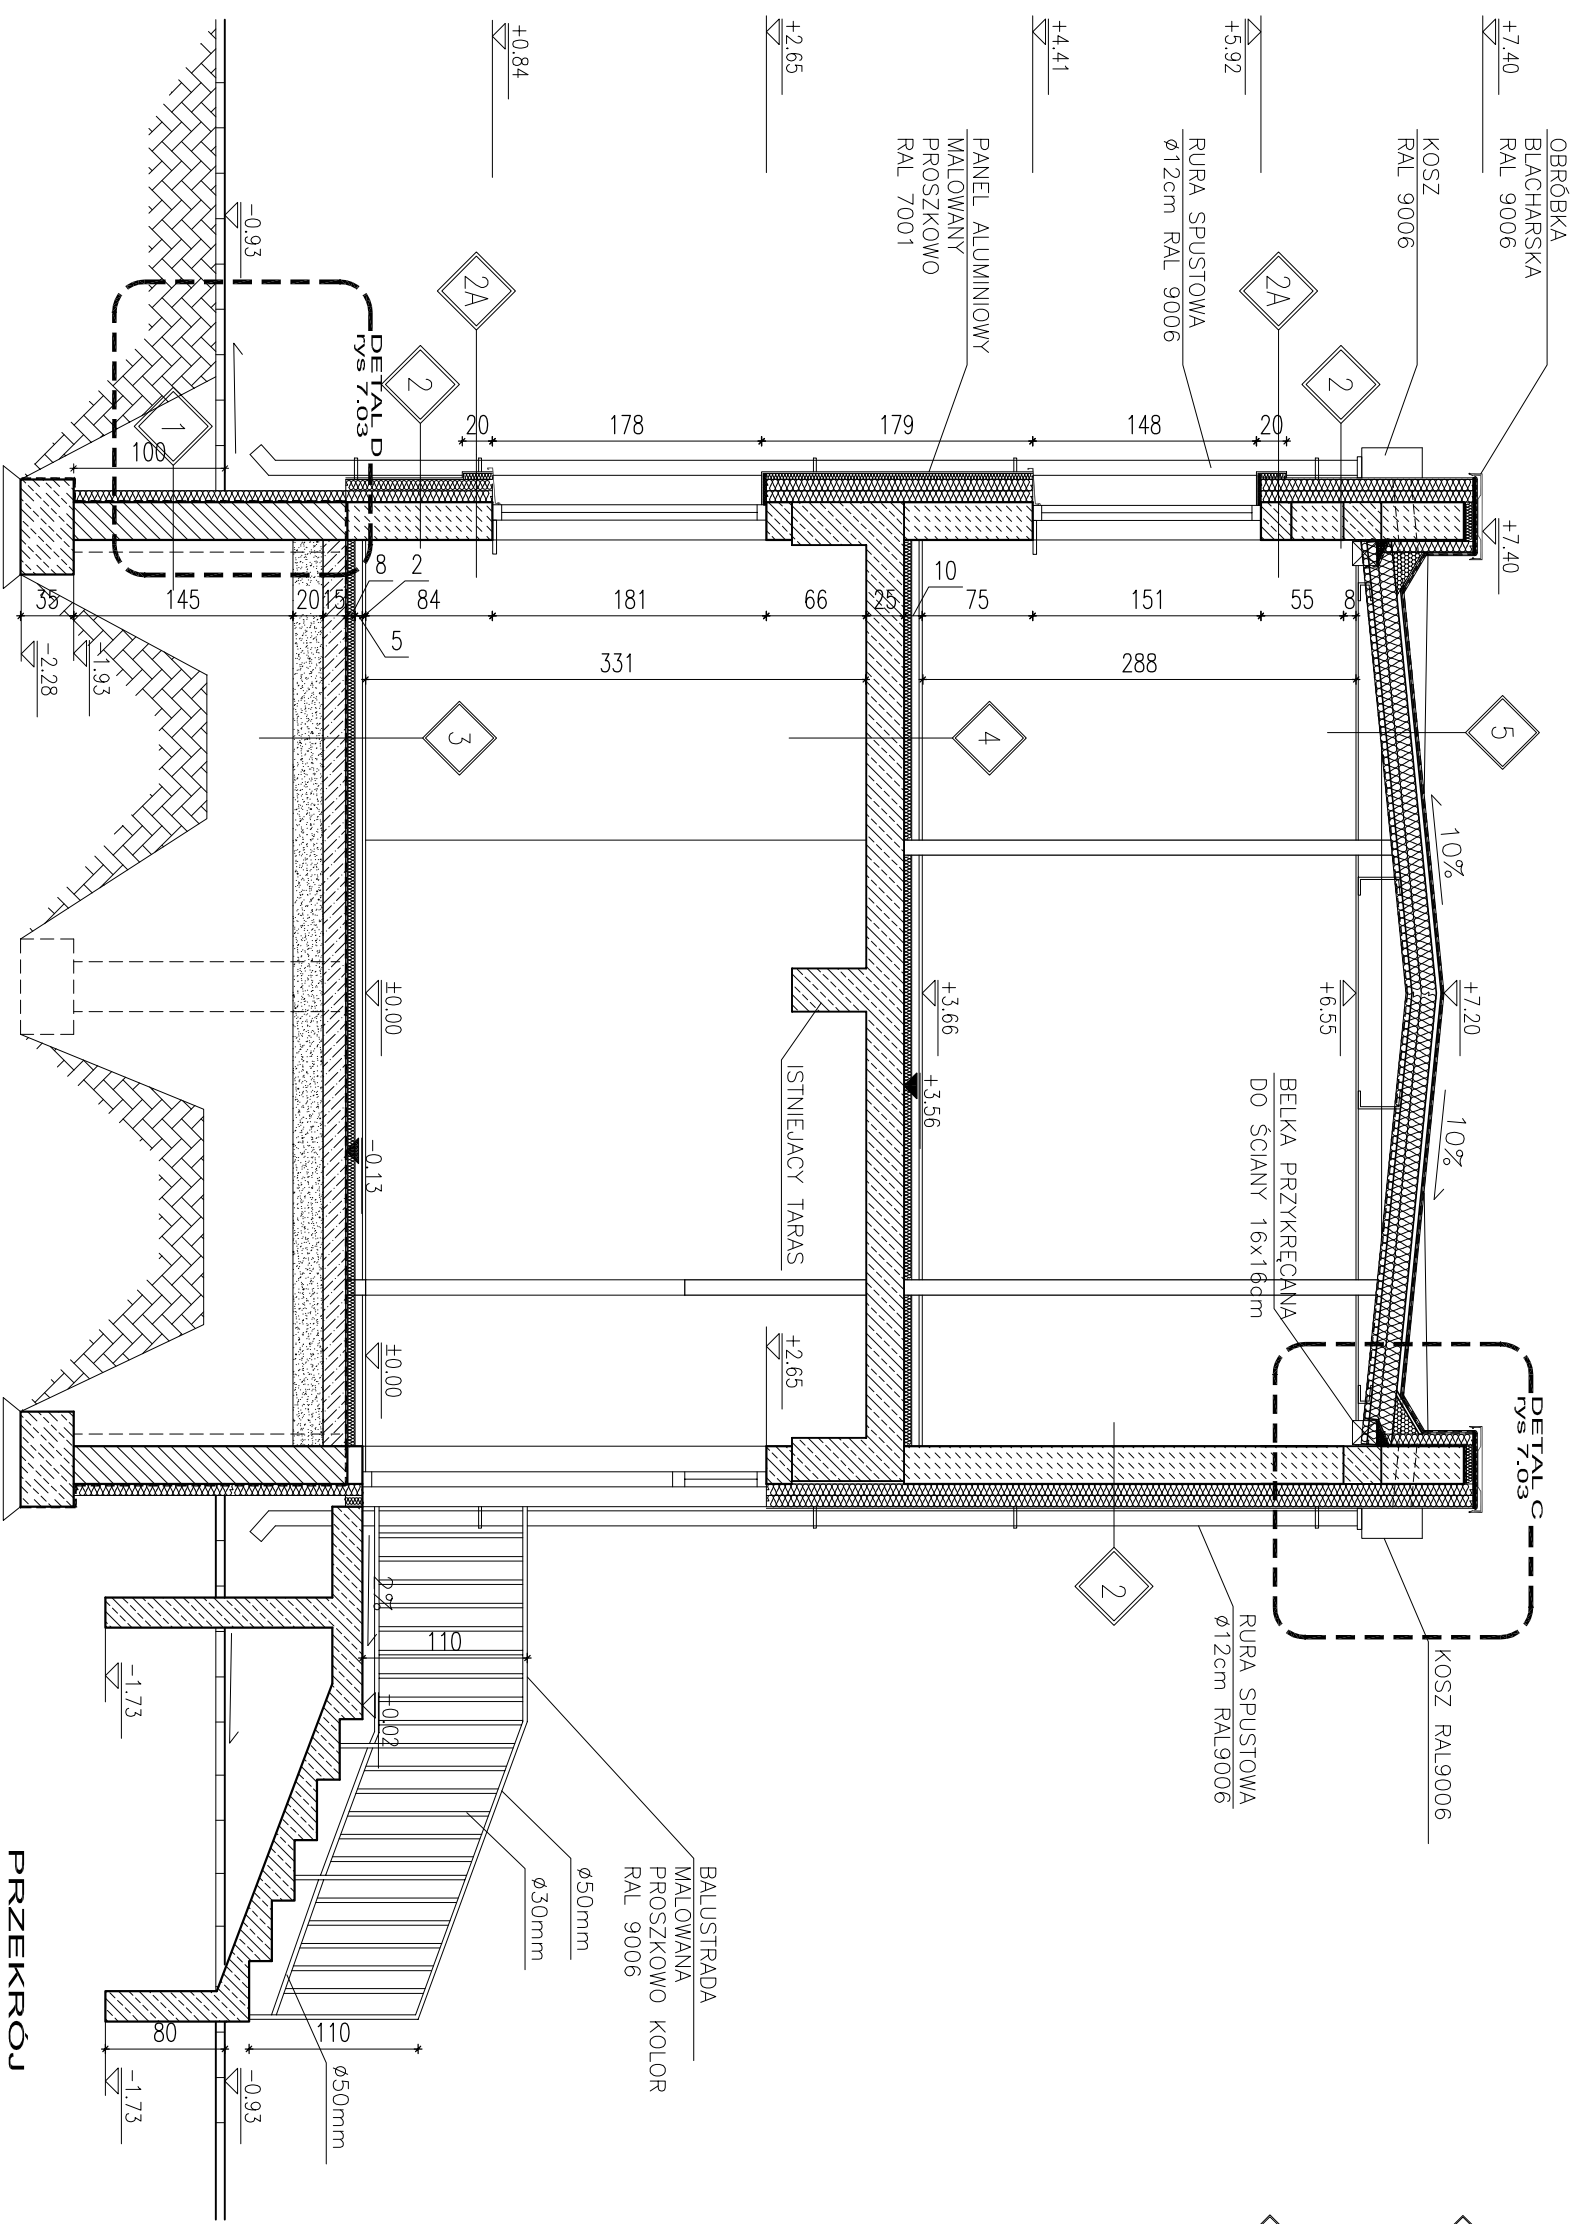 OBRÓBKA
BLACHARSKA
RAL 9006
KOSZ
RAL 9006
RURA SPUSTOWA
Ø12cm RAL 9006
PANEL ALUMINIOWY
MALOWANY
PROSZKOWO
RAL 7001
+7.40
+5.92
+4.41
+2.65
+0.84
-0.93
2
2A
2A
2
1
DETAL D
rys 7.03
20
148
179
178
20
100
+7.40
8
55
151
75
10
25
66
181
84
2
8
5
15
20
145
35
-1.93
-2.28
288
331
5
4
3
10%
10%
+7.20
+6.55
+3.66
+3.56
±0.00
-0.13
ISTNIEJACY TARAS
BELKA PRZYKRĘCANA
DO ŚCIANY 16x16cm
+2.65
±0.00
DETAL C
rys 7.03
2
KOSZ RAL9006
RURA SPUSTOWA
Ø12cm RAL9006
BALUSTRADA
MALOWANA
PROSZKOWO KOLOR
RAL 9006
Ø50mm
Ø30mm
Ø50mm
2%
110
-0.02
-1.73
110
80
-0.93
-1.73
PRZEKRÓJ